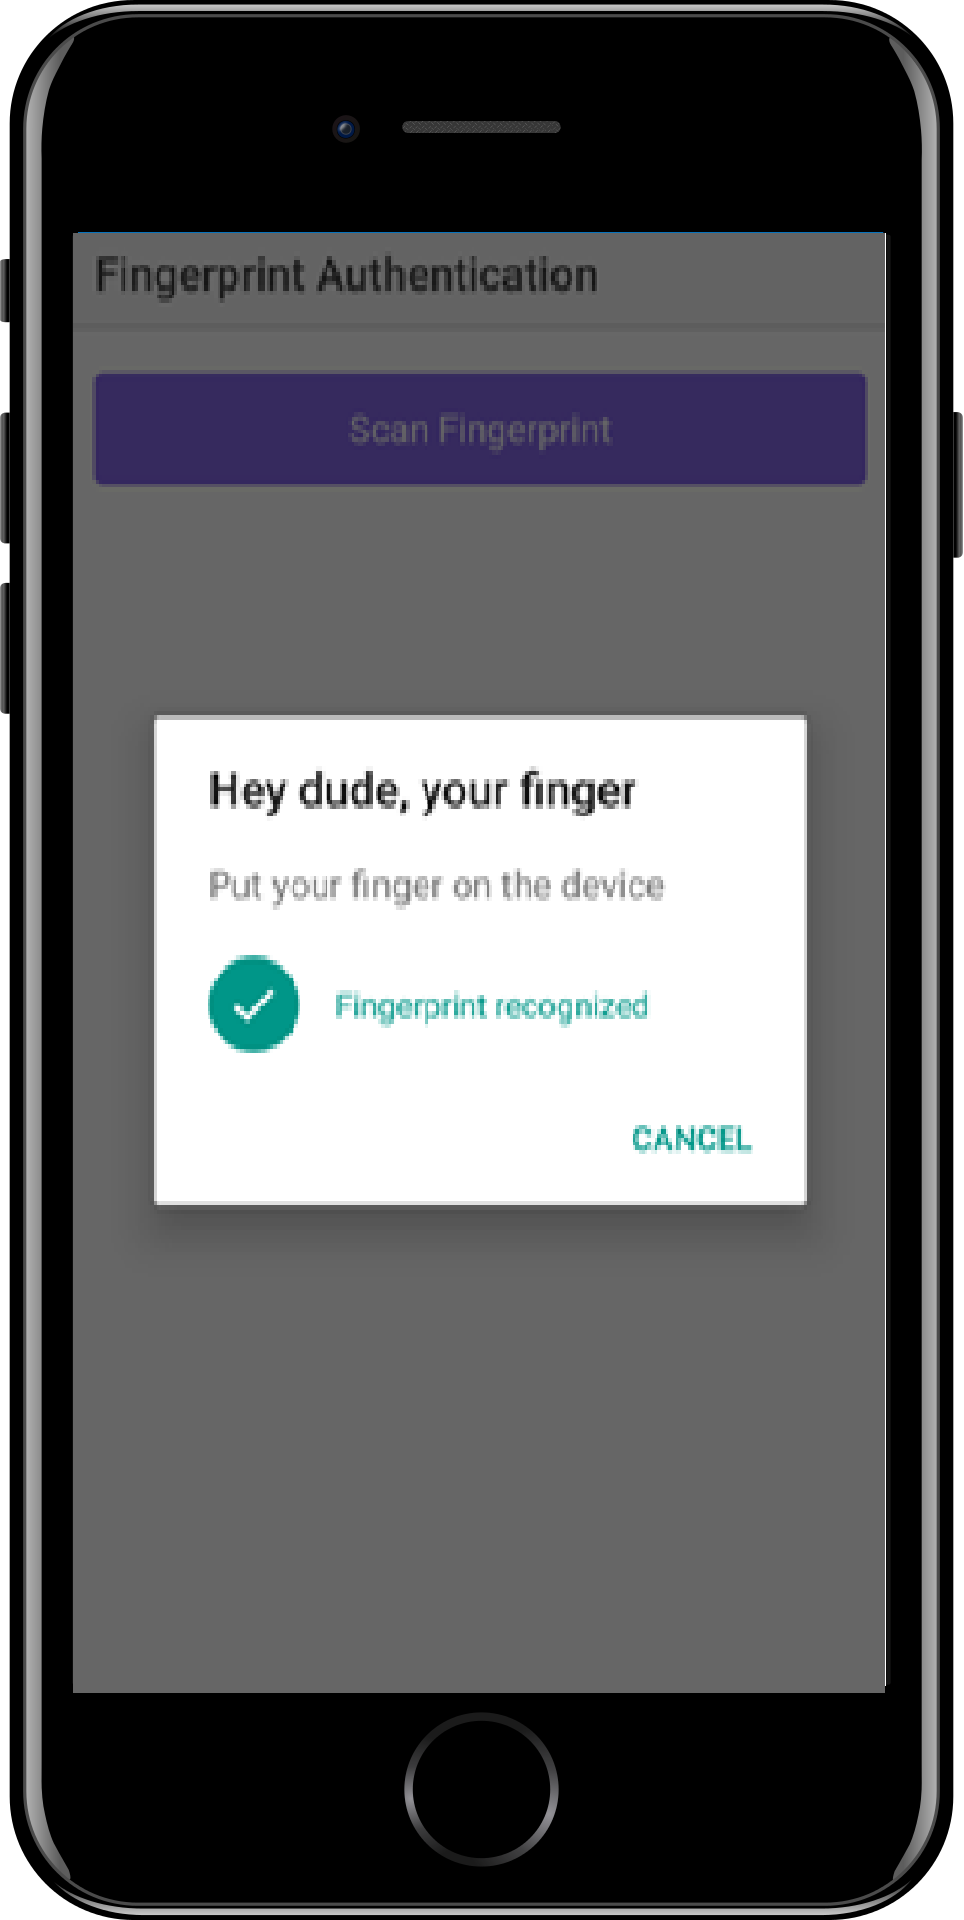 Fingerprint Authentication
Scan Fingerprint
Hey dude, your finger
Put your finger on the device
Fingerprint recognized
CANCEL